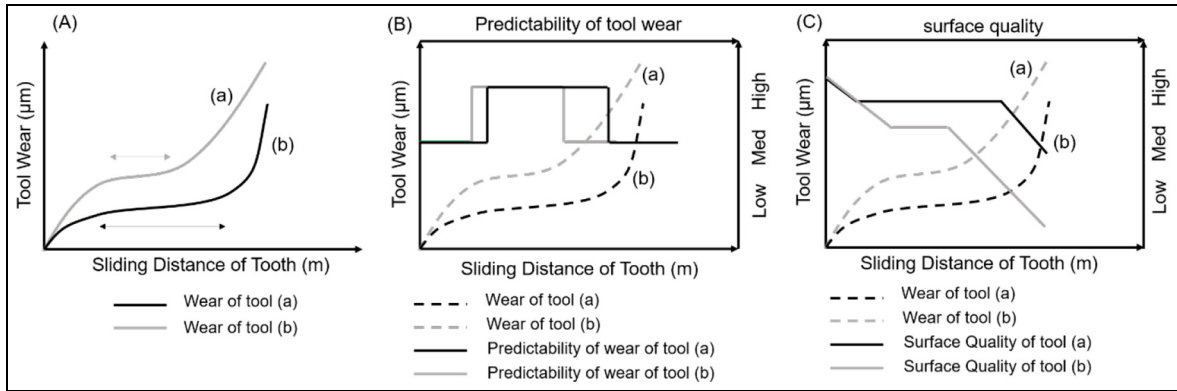 (A)
Tool Wear (µm)
(a)
(b)
Sliding Distance of Tooth (m)
Wear of tool (a)
Wear of tool (b)
Predictability of tool wear
(B)
Tool Wear (µm)
(a)
(b)
Low Med High
Sliding Distance of Tooth (m)
Wear of tool (a)
Wear of tool (b)
Predictability of wear of tool (a)
Predictability of wear of tool (b)
surface quality
(C)
Tool Wear (µm)
(a)
(b)
Low Med High
Sliding Distance of Tooth (m)
Wear of tool (a)
Wear of tool (b)
Surface Quality of tool (a)
Surface Quality of tool (b)